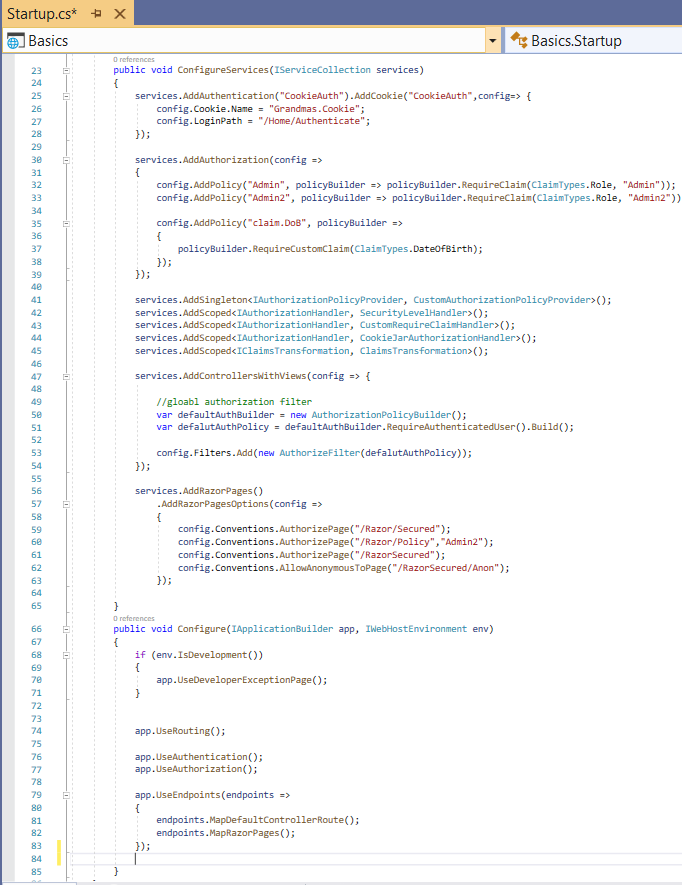 Startup.cs*
Basics
Basics.Startup
0 references
23 public void ConfigureServices(IServiceCollection services)
24 {
25 services.AddAuthentication("CookieAuth").AddCookie("CookieAuth",config=> {
26 config.Cookie.Name = "Grandmas.Cookie";
27 config.LoginPath = "/Home/Authenticate";
28 });
29
30 services.AddAuthorization(config =>
31 {
32 config.AddPolicy("Admin", policyBuilder => policyBuilder.RequireClaim(ClaimTypes.Role, "Admin"));
33 config.AddPolicy("Admin2", policyBuilder => policyBuilder.RequireClaim(ClaimTypes.Role, "Admin2"))
34
35 config.AddPolicy("claim.DoB", policyBuilder =>
36 {
37 policyBuilder.RequireCustomClaim(ClaimTypes.DateOfBirth);
38 });
39 });
40
41 services.AddSingleton<IAuthorizationPolicyProvider, CustomAuthorizationPolicyProvider>();
42 services.AddScoped<IAuthorizationHandler, SecurityLevelHandler>();
43 services.AddScoped<IAuthorizationHandler, CustomRequireClaimHandler>();
44 services.AddScoped<IAuthorizationHandler, CookieJarAuthorizationHandler>();
45 services.AddScoped<IClaimsTransformation, ClaimsTransformation>();
46
47 services.AddControllersWithViews(config => {
48
49 //gloabl authorization filter
50 var defaultAuthBuilder = new AuthorizationPolicyBuilder();
51 var defalutAuthPolicy = defaultAuthBuilder.RequireAuthenticatedUser().Build();
52
53 config.Filters.Add(new AuthorizeFilter(defalutAuthPolicy));
54 });
55
56 services.AddRazorPages()
57 .AddRazorPagesOptions(config =>
58 {
59 config.Conventions.AuthorizePage("/Razor/Secured");
60 config.Conventions.AuthorizePage("/Razor/Policy","Admin2");
61 config.Conventions.AuthorizePage("/RazorSecured");
62 config.Conventions.AllowAnonymousToPage("/RazorSecured/Anon");
63 });
64
65 }
0 references
66 public void Configure(IApplicationBuilder app, IWebHostEnvironment env)
67 {
68 if (env.IsDevelopment())
69 {
70 app.UseDeveloperExceptionPage();
71 }
72
73
74 app.UseRouting();
75
76 app.UseAuthentication();
77 app.UseAuthorization();
78
79 app.UseEndpoints(endpoints =>
80 {
81 endpoints.MapDefaultControllerRoute();
82 endpoints.MapRazorPages();
83 });
84
85 }